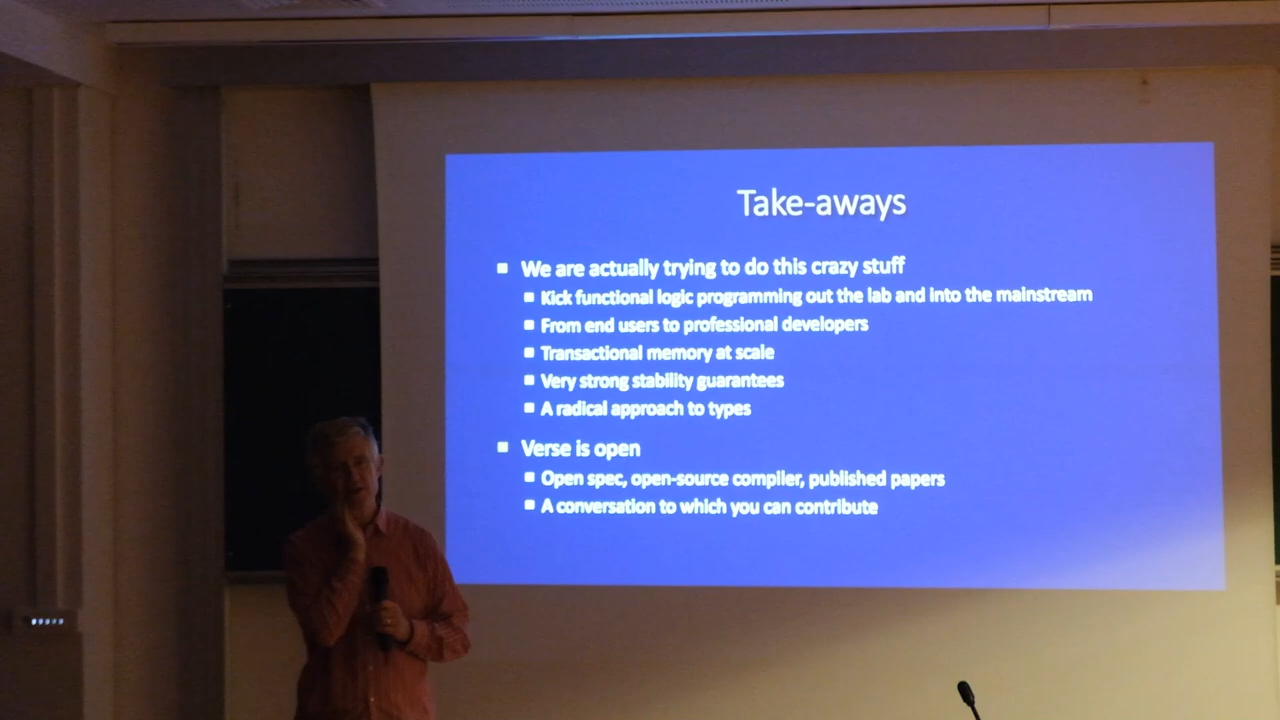 Take-aways
We are actually trying to do this crazy stuff
Kick functional logic programming out the lab and into the mainstream
From end users to professional developers
Transactional memory at scale
Very strong stability guarantees
A radical approach to types
Verse is open
Open spec, open-source compiler, published papers
A conversation to which you can contribute